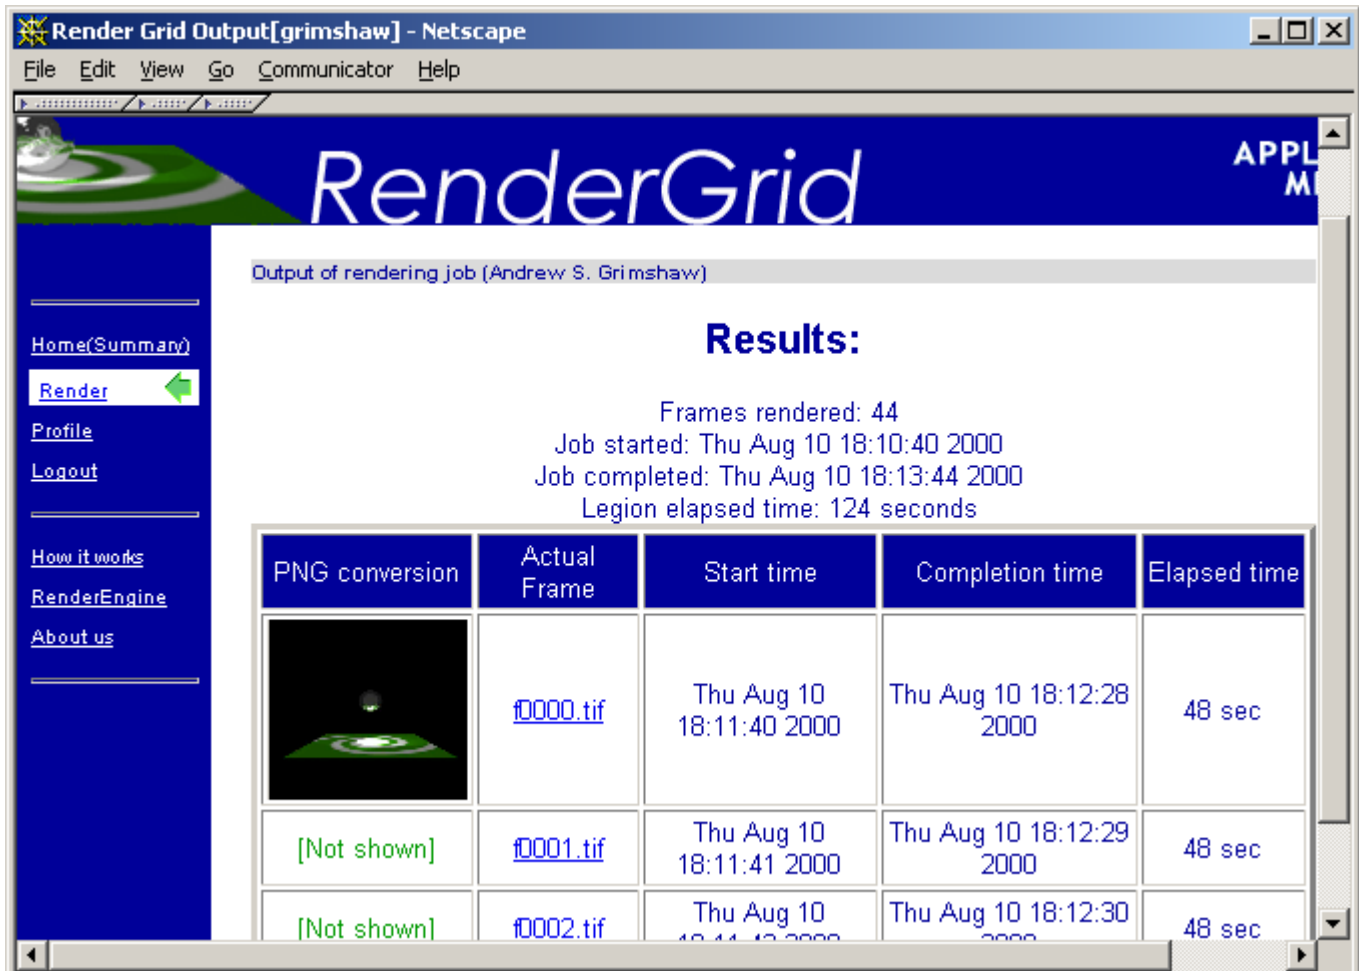 Render Grid Output[grimshaw] - Netscape
File Edit View Go Communicator Help
RenderGrid
APPL
MI
Output of rendering job (Andrew S. Grimshaw)
Home(Summary)
Render
Profile
Logout
How it works
RenderEngine
About us
Results:
Frames rendered: 44
Job started: Thu Aug 10 18:10:40 2000
Job completed: Thu Aug 10 18:13:44 2000
Legion elapsed time: 124 seconds
PNG conversion
Actual
Frame
Start time
Completion time
Elapsed time
f0000.tif
Thu Aug 10
18:11:40 2000
Thu Aug 10 18:12:28
2000
48 sec
[Not shown]
f0001.tif
Thu Aug 10
18:11:41 2000
Thu Aug 10 18:12:29
2000
48 sec
[Not shown]
f0002.tif
Thu Aug 10
Thu Aug 10 18:12:30
48 sec